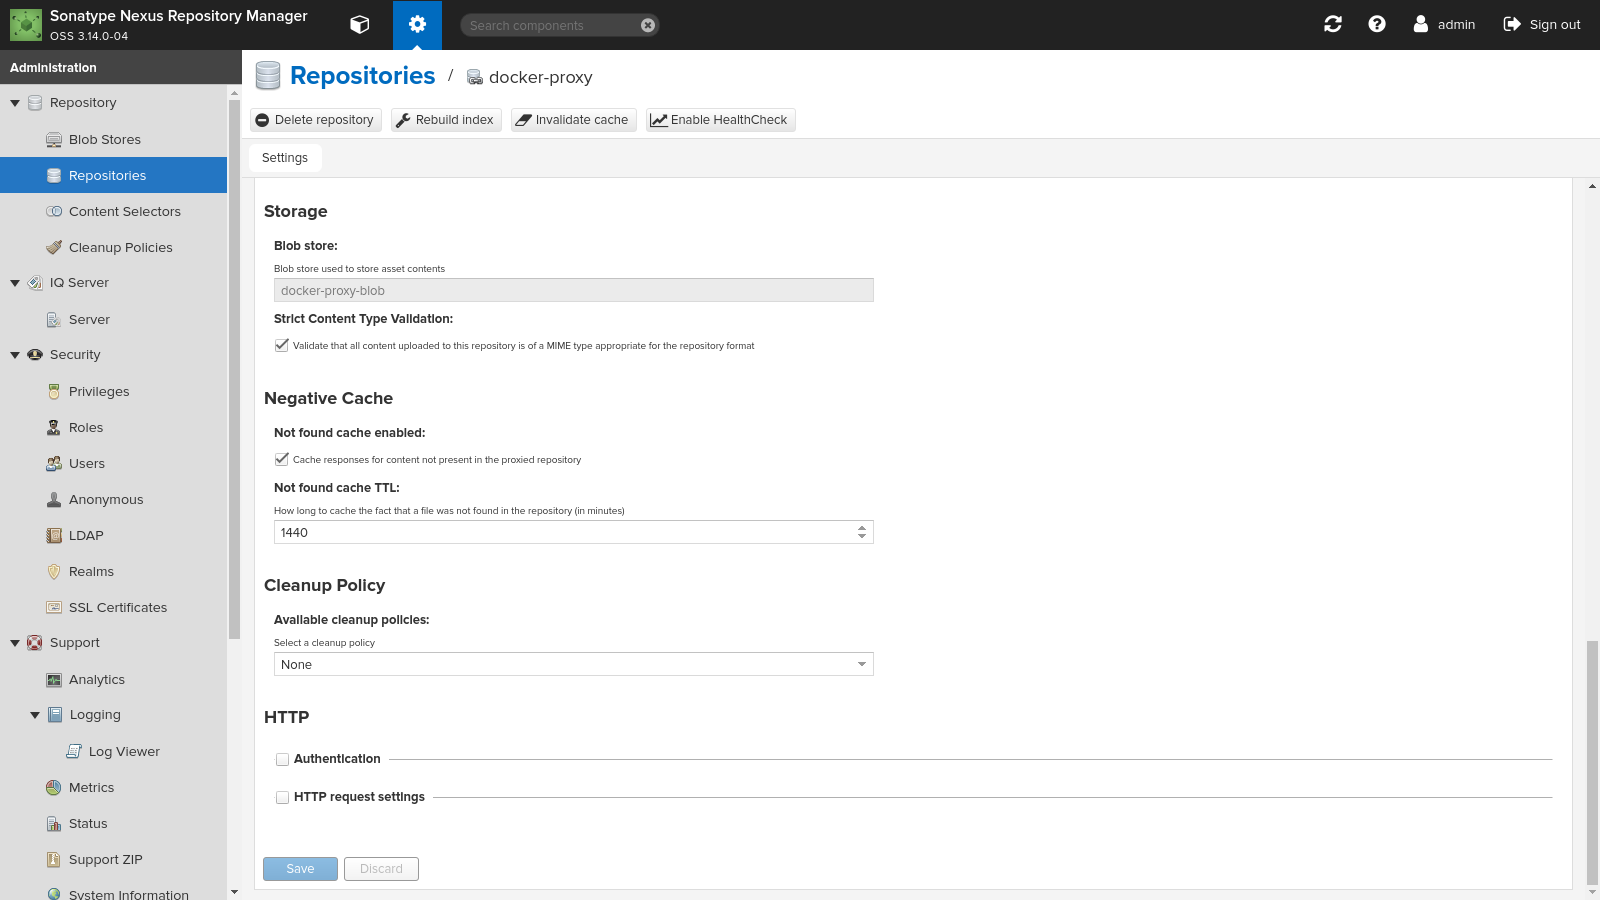 Sonatype Nexus Repository Manager
OSS 3.14.0-04
Search components
admin
Sign out
Administration
Repository
Blob Stores
Repositories
Content Selectors
Cleanup Policies
IQ Server
Server
Security
Privileges
Roles
Users
Anonymous
LDAP
Realms
SSL Certificates
Support
Analytics
Logging
Log Viewer
Metrics
Status
Support ZIP
System Information
Repositories / docker-proxy
Delete repository
Rebuild index
Invalidate cache
Enable HealthCheck
Settings
Storage
Blob store:
Blob store used to store asset contents
docker-proxy-blob
Strict Content Type Validation:
Validate that all content uploaded to this repository is of a MIME type appropriate for the repository format
Negative Cache
Not found cache enabled:
Cache responses for content not present in the proxied repository
Not found cache TTL:
How long to cache the fact that a file was not found in the repository (in minutes)
1440
Cleanup Policy
Available cleanup policies:
Select a cleanup policy
None
HTTP
Authentication
HTTP request settings
Save
Discard